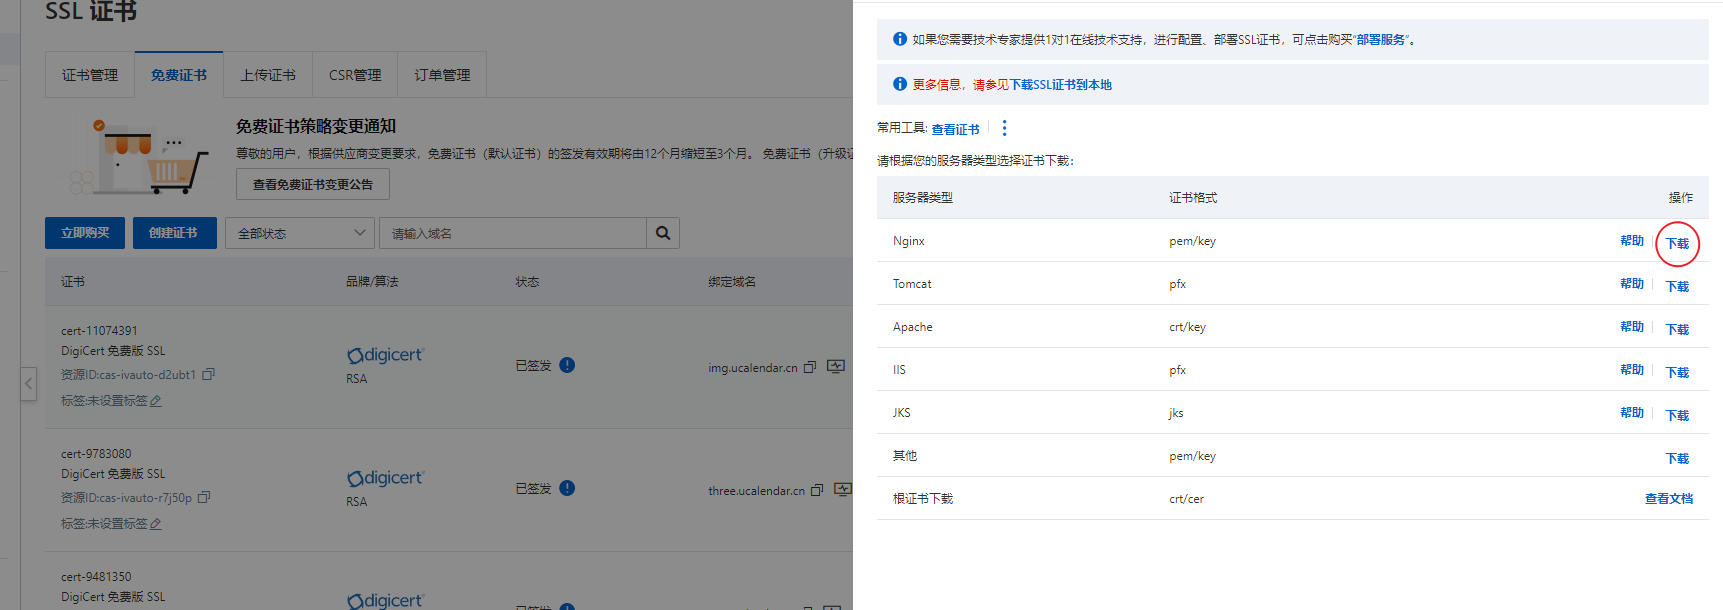 SSL 证书
证书管理
免费证书
上传证书
CSR管理
订单管理
免费证书策略变更通知
尊敬的用户，根据供应商变更要求，免费证书（默认证书）的签发有效期将由12个月缩短至3个月。 免费证书（升级证
查看免费证书变更公告
立即购买
创建证书
全部状态
请输入域名
证书 品牌/算法 状态 绑定域名
cert-11074391
DigiCert 免费版 SSL
资源ID:cas-ivauto-d2ubt1
标签:未设置标签
digicert
RSA
已签发
img.ucalendar.cn
cert-9783080
DigiCert 免费版 SSL
资源ID:cas-ivauto-r7j50p
标签:未设置标签
digicert
RSA
已签发
three.ucalendar.cn
cert-9481350
DigiCert 免费版 SSL
digicert
已签发
如果您需要技术专家提供1对1在线技术支持，进行配置、部署SSL证书，可点击购买“部署服务”。
更多信息，请参见下载SSL证书到本地
常用工具: 查看证书
请根据您的服务器类型选择证书下载：
服务器类型 证书格式 操作
Nginx pem/key 帮助 下载
Tomcat pfx 帮助 下载
Apache crt/key 帮助 下载
IIS pfx 帮助 下载
JKS jks 帮助 下载
其他 pem/key 下载
根证书下载 crt/cer 查看文档